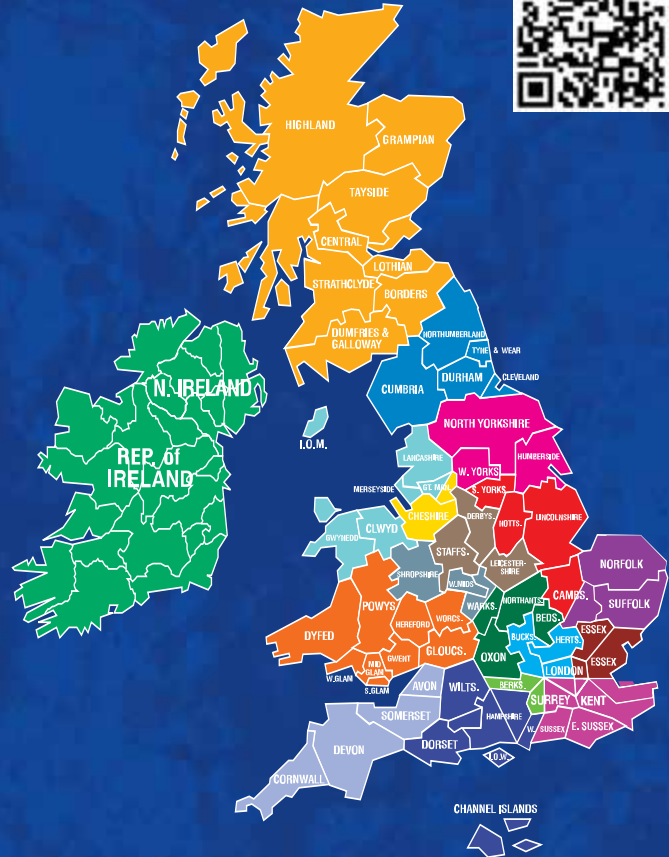 HIGHLAND
GRAMPIAN
TAYSIDE
CENTRAL
LOTHIAN
STRATHCLYDE
BORDERS
DUMFRIES &
GALLOWAY
NORTHUMBERLAND
TYNE & WEAR
CUMBRIA
DURHAM
CLEVELAND
N. IRELAND
REP. of
IRELAND
I.O.M.
NORTH YORKSHIRE
LANCASHIRE
W. YORKS
HUMBERSIDE
MERSEYSIDE
GT. MAN.
S. YORKS
CHESHIRE
DERBYS.
NOTTS.
LINCOLNSHIRE
GWYNEDD
CLWYD
STAFFS.
LEICESTER-
SHIRE
NORFOLK
SHROPSHIRE
W.MIDS
POWYS
WARKS.
NORTHANTS.
CAMBS.
SUFFOLK
HEREFORD
WORCS.
BEDS.
DYFED
BUCKS
HERTS.
ESSEX
GWENT
GLOUCS.
OXON
LONDON
ESSEX
W.GLAM
MID
GLAM
S.GLAM
AVON
WILTS.
BERKS.
SURREY
KENT
SOMERSET
HAMPSHIRE
W. SUSSEX
E. SUSSEX
DEVON
DORSET
I.O.W.
CORNWALL
CHANNEL ISLANDS